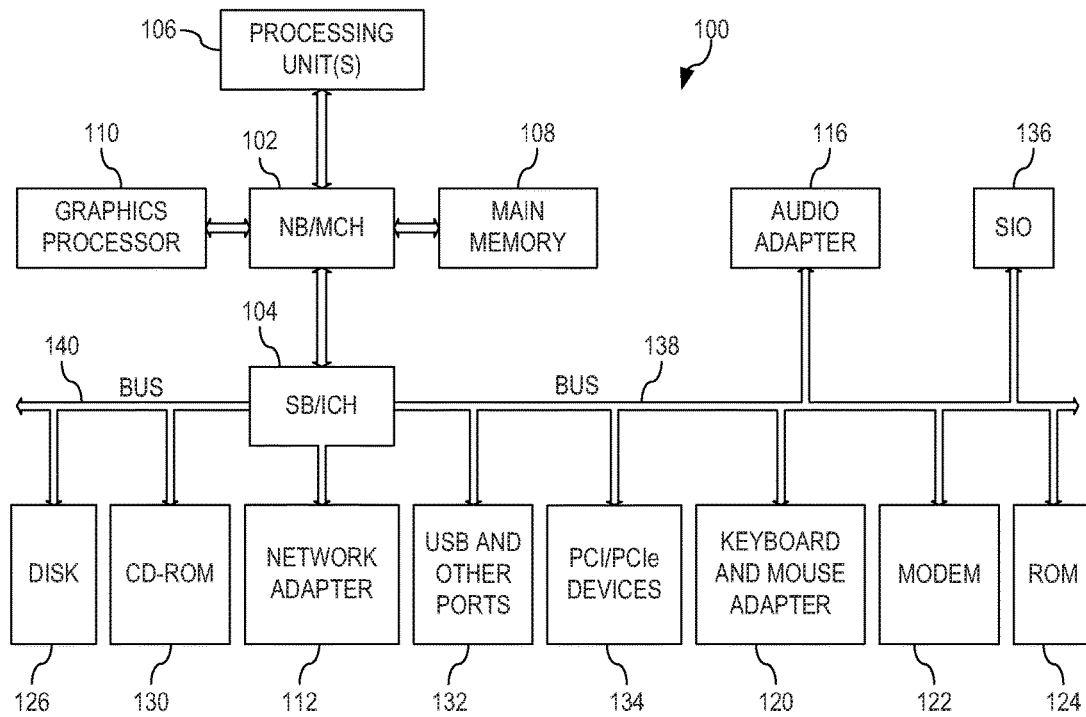 106
PROCESSING
UNIT(S)
100
110
102
108
116
136
GRAPHICS
PROCESSOR
NB/MCH
MAIN
MEMORY
AUDIO
ADAPTER
SIO
104
140
138
BUS
SB/ICH
BUS
DISK
CD-ROM
NETWORK
ADAPTER
USB AND
OTHER
PORTS
PCI/PCIe
DEVICES
KEYBOARD
AND MOUSE
ADAPTER
MODEM
ROM
126
130
112
132
134
120
122
124